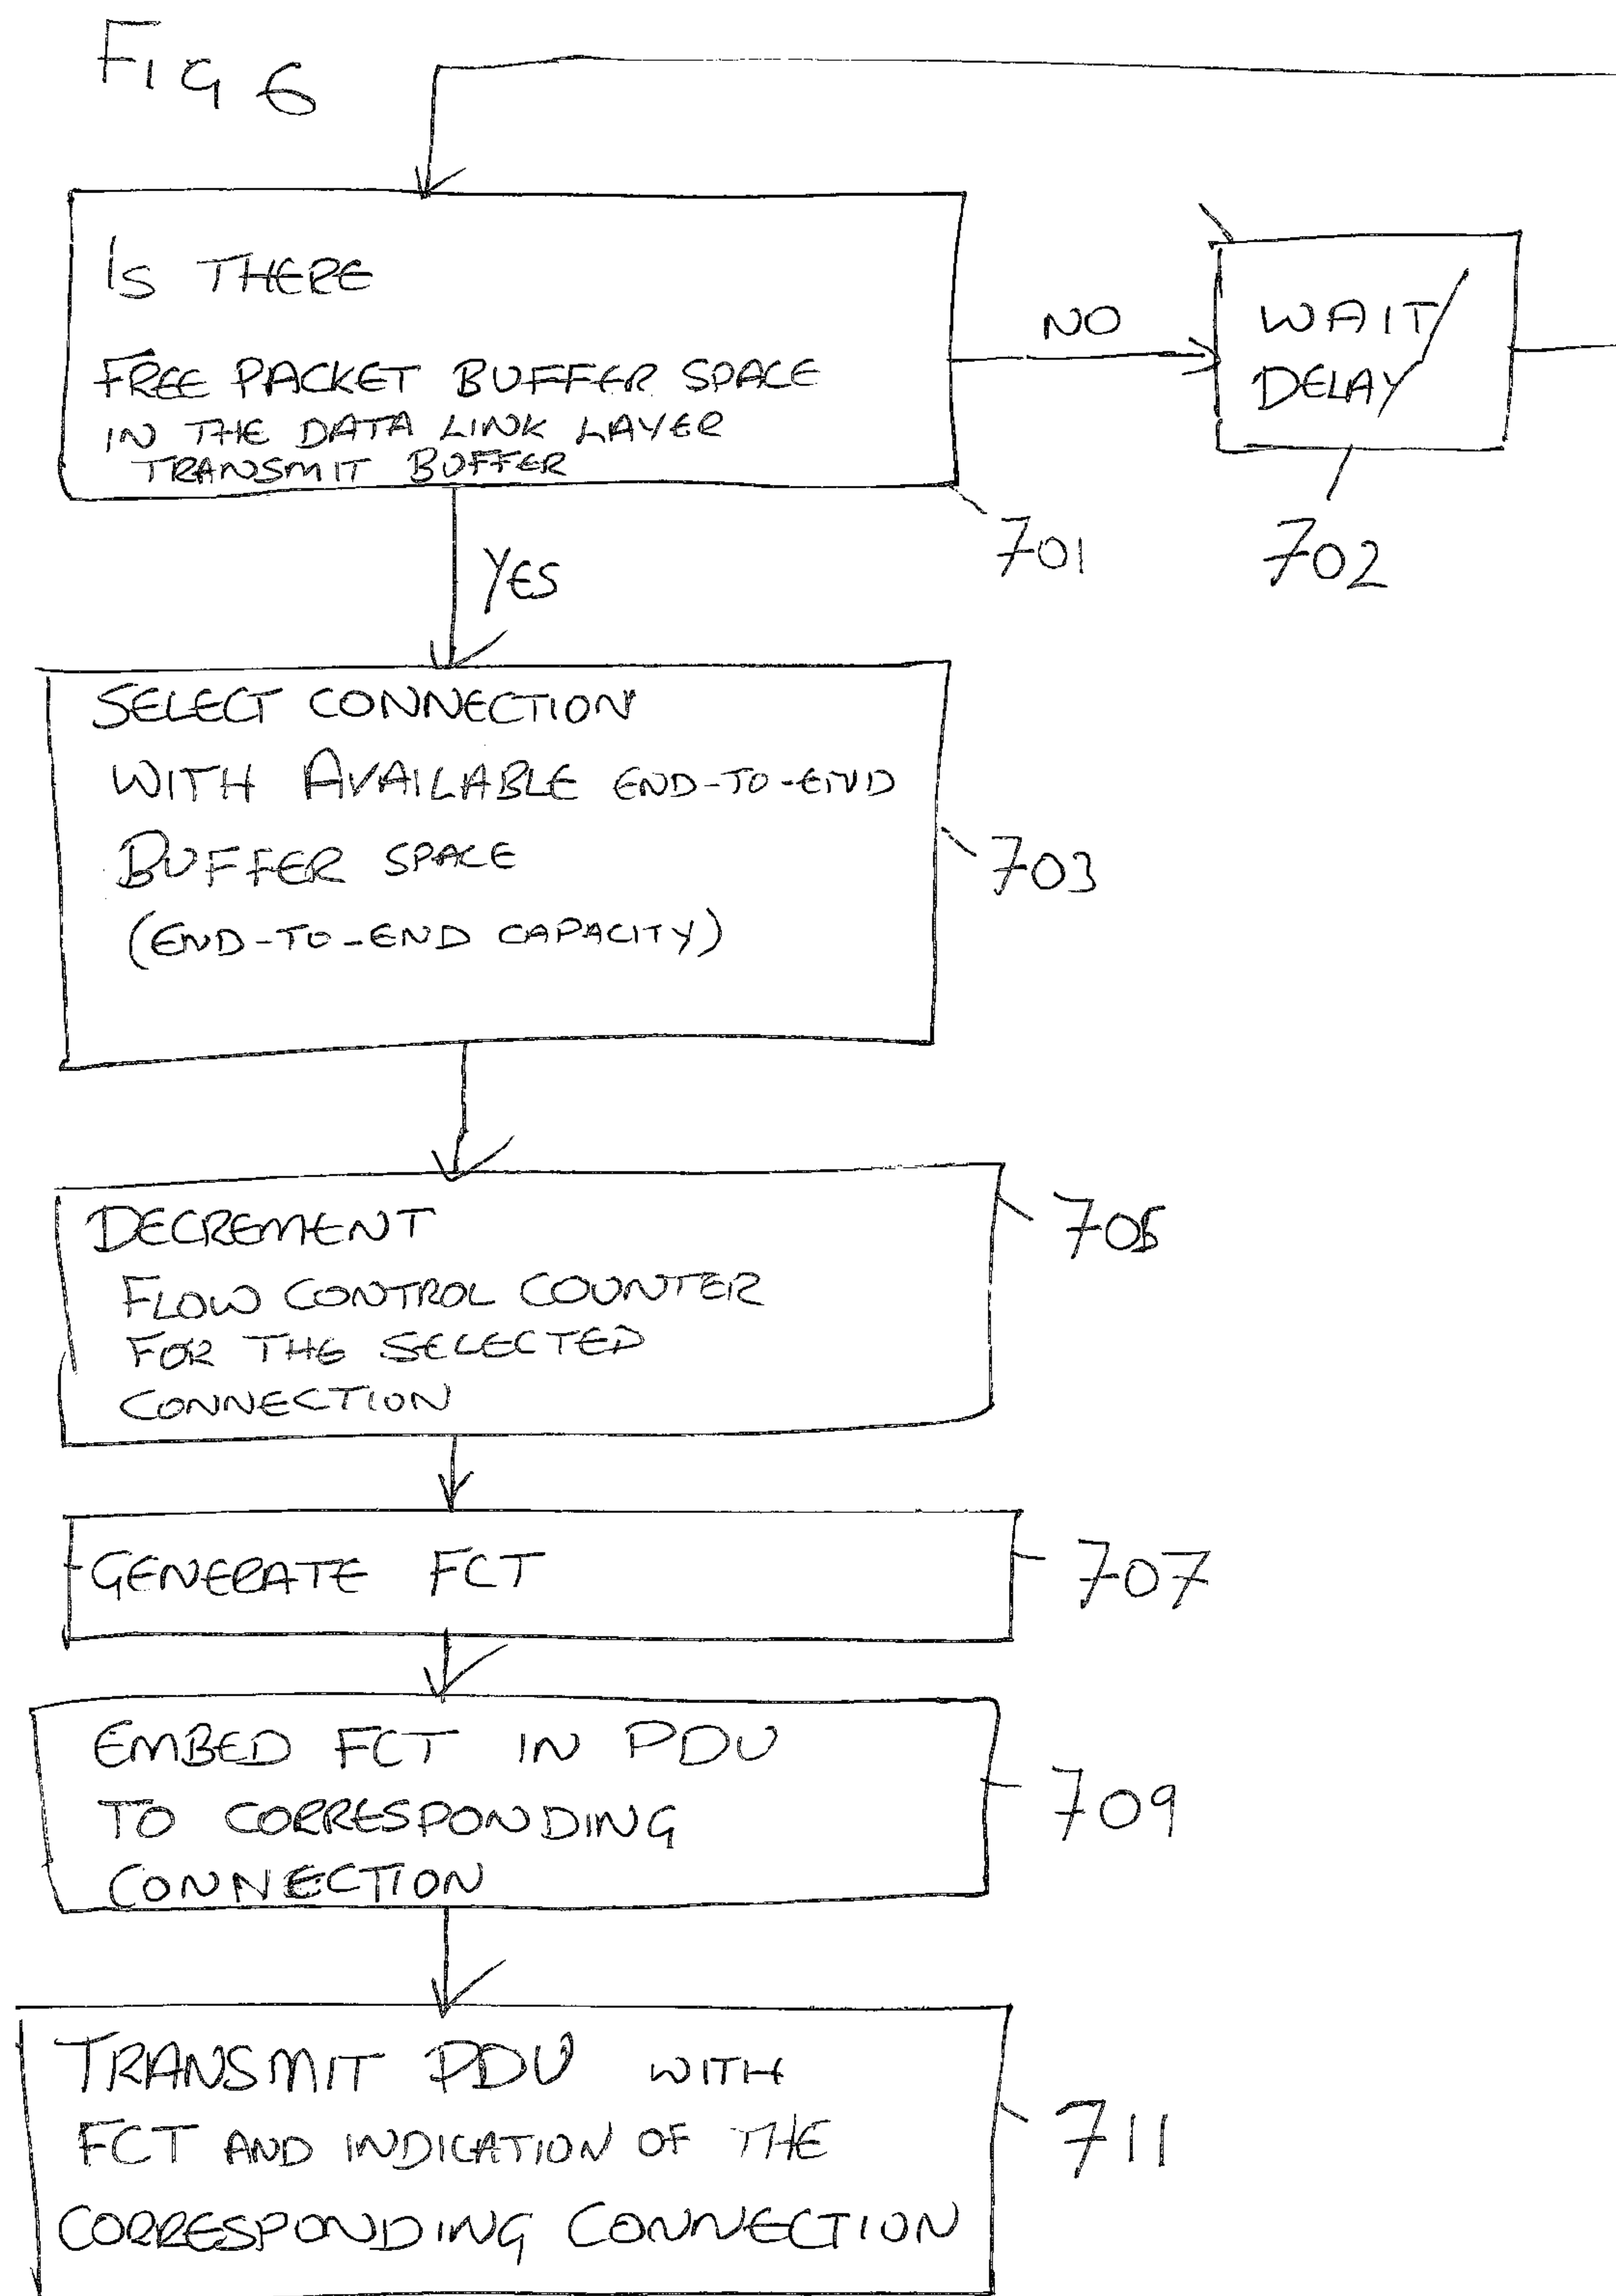 FIG 6
IS THERE
FREE PACKET BUFFER SPACE
IN THE DATA LINK LAYER
TRANSMIT BUFFER
NO
WAIT/
DELAY
701
702
YES
SELECT CONNECTION
WITH AVAILABLE END-TO-END
BUFFER SPACE
(END-TO-END CAPACITY)
703
DECREMENT
FLOW CONTROL COUNTER
FOR THE SELECTED
CONNECTION
705
GENERATE FCT
707
EMBED FCT IN PDU
TO CORRESPONDING
CONNECTION
709
TRANSMIT PDU WITH
FCT AND INDICATION OF THE
CORRESPONDING CONNECTION
711